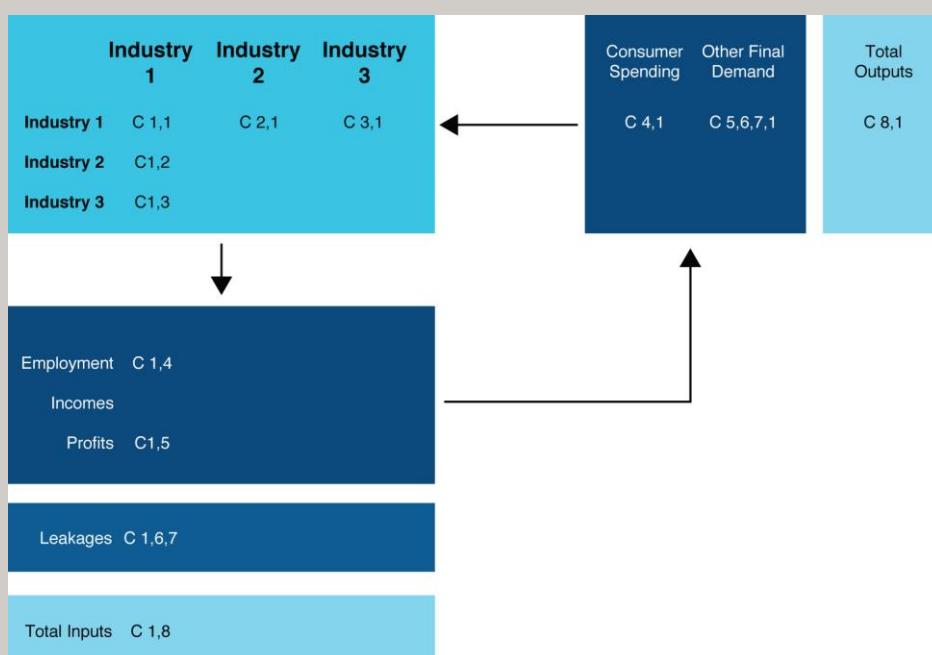 Industry 1 Industry 2 Industry 3 Consumer Spending Other Final Demand Total Outputs
Industry 1 C 1,1 C 2,1 C 3,1 C 4,1 C 5,6,7,1 C 8,1
Industry 2 C1,2
Industry 3 C1,3
Employment C 1,4
Incomes
Profits C1,5
Leakages C 1,6,7
Total Inputs C 1,8